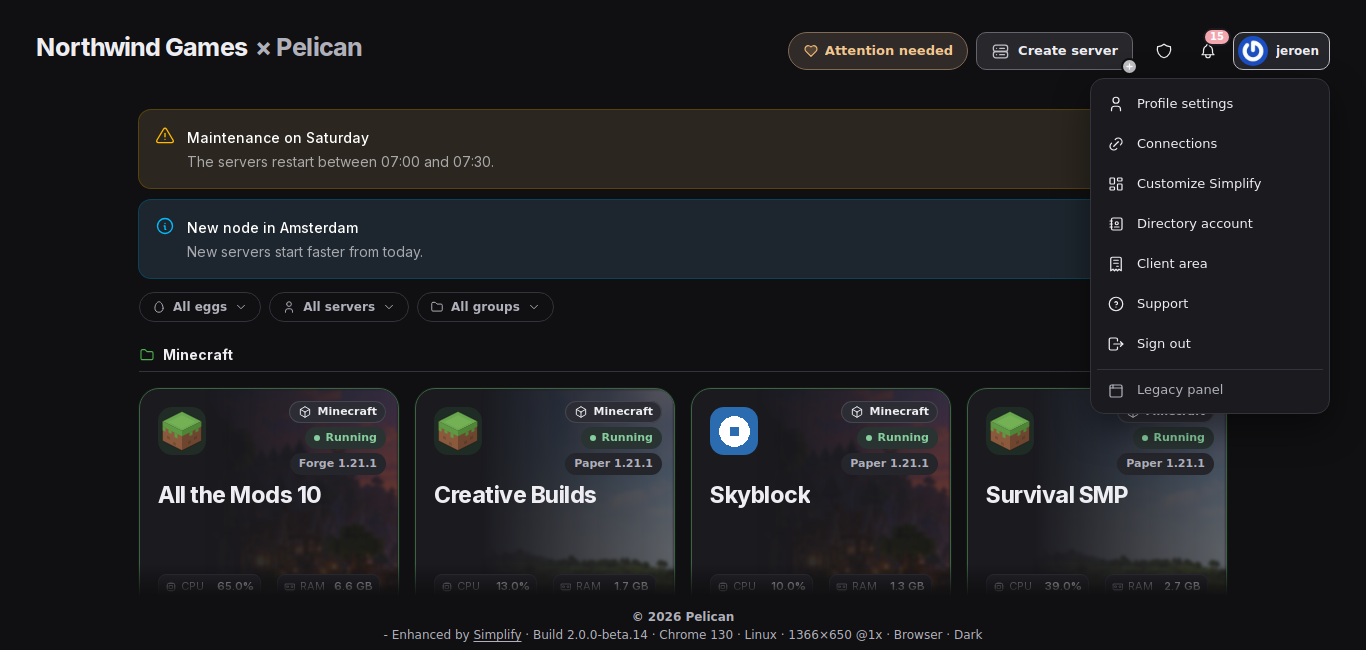 Northwind Games × Pelican
Attention needed
Create server
15
jeroen
Profile settings
Connections
Customize Simplify
Directory account
Client area
Support
Sign out
Legacy panel
Maintenance on Saturday
The servers restart between 07:00 and 07:30.
New node in Amsterdam
New servers start faster from today.
All eggs
All servers
All groups
Minecraft
Minecraft
Running
Forge 1.21.1
All the Mods 10
CPU 65.0%
RAM 6.6 GB
Minecraft
Running
Paper 1.21.1
Creative Builds
CPU 13.0%
RAM 1.7 GB
Minecraft
Running
Paper 1.21.1
Skyblock
CPU 10.0%
RAM 1.3 GB
Running
Paper 1.21.1
Survival SMP
CPU 39.0%
RAM 2.7 GB
© 2026 Pelican
- Enhanced by Simplify · Build 2.0.0-beta.14 · Chrome 130 · Linux · 1366×650 @1x · Browser · Dark